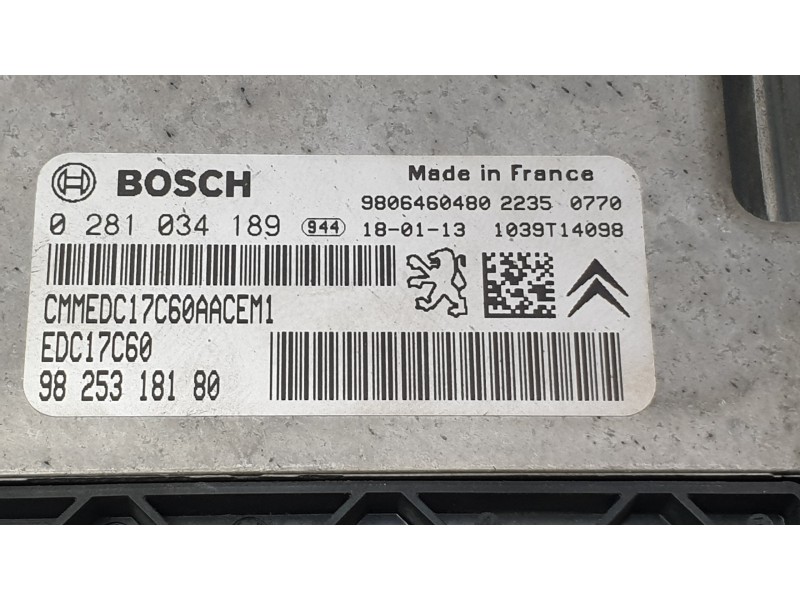 BOSCH
Made in France
9806460480 2235 0770
0 281 034 189 944 18-01-13 1039T14098
CMMEDC17C60AACEM1
EDC17C60
98 253 181 80